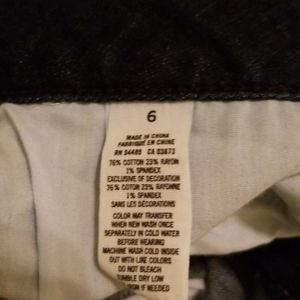 6
MADE IN CHINA
FABRIQUÉ EN CHINE
RN 54485 CA 53873
76% COTTON 23% RAYON
1% SPANDEX
EXCLUSIVE OF DECORATION
76% COTON 23% RAYONNE
1% SPANDEX
SANS LES DÉCORATIONS
COLOR MAY TRANSFER
WHEN NEW WASH ONCE
SEPARATELY IN COLD WATER
BEFORE WEARING
MACHINE WASH COLD INSIDE
OUT WITH LIKE COLORS
DO NOT BLEACH
TUMBLE DRY LOW
IF NEEDED